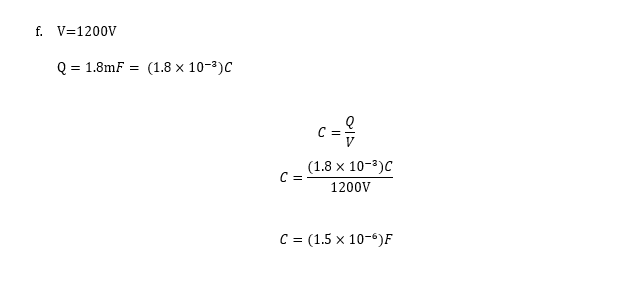 f. V=1200V
Q = 1.8mF = (1.8 × 10⁻³)C
C = Q/V
C = (1.8 × 10⁻³)C / 1200V
C = (1.5 × 10⁻⁶)F